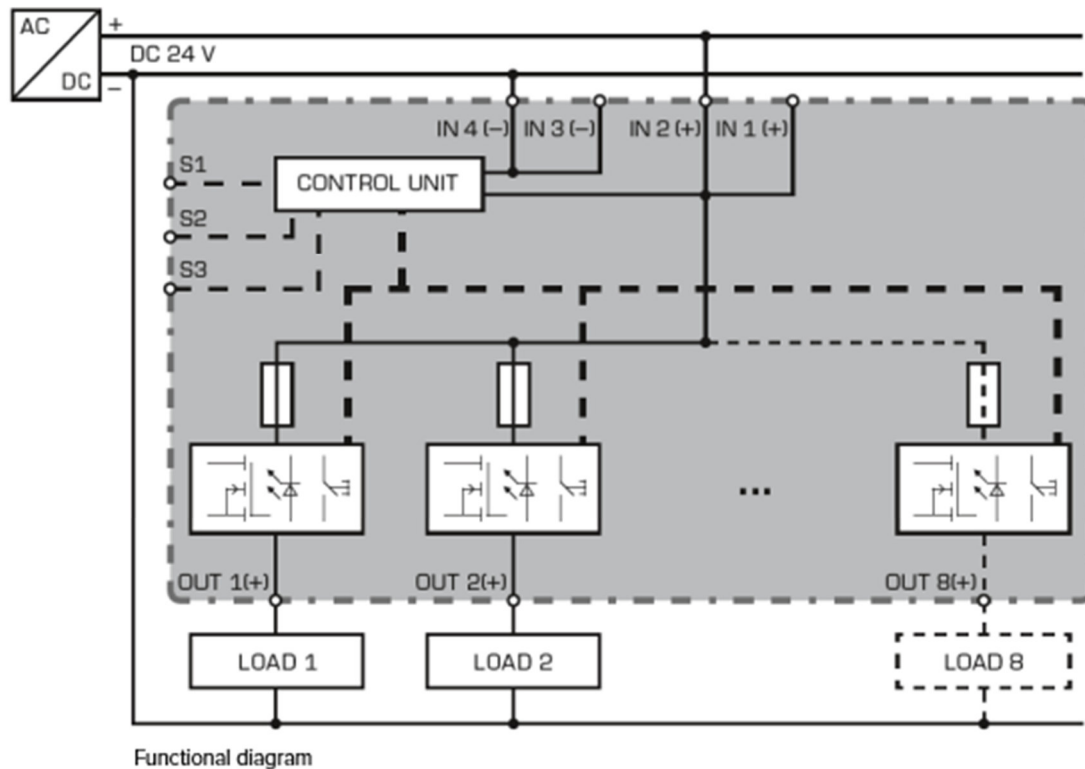 AC
+
DC 24 V
DC
−
IN 4 (−) IN 3 (−) IN 2 (+) IN 1 (+)
S1
CONTROL UNIT
S2
S3
...
OUT 1(+) OUT 2(+) OUT 8(+)
LOAD 1 LOAD 2 LOAD 8
Functional diagram